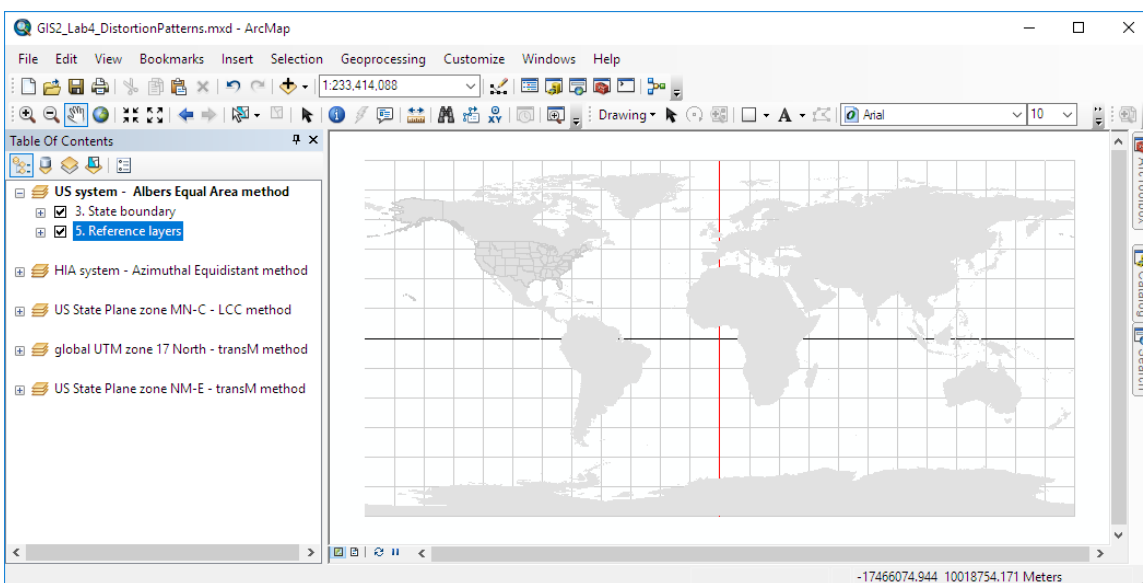 GIS2_Lab4_DistortionPatterns.mxd - ArcMap
File Edit View Bookmarks Insert Selection Geoprocessing Customize Windows Help
1:233,414,088
Drawing A Arial 10
Table Of Contents
US system - Albers Equal Area method
3. State boundary
5. Reference layers
HIA system - Azimuthal Equidistant method
US State Plane zone MN-C - LCC method
global UTM zone 17 North - transM method
US State Plane zone NM-E - transM method
ArcToolbox
Catalog
Search
-17466074.944 10018754.171 Meters